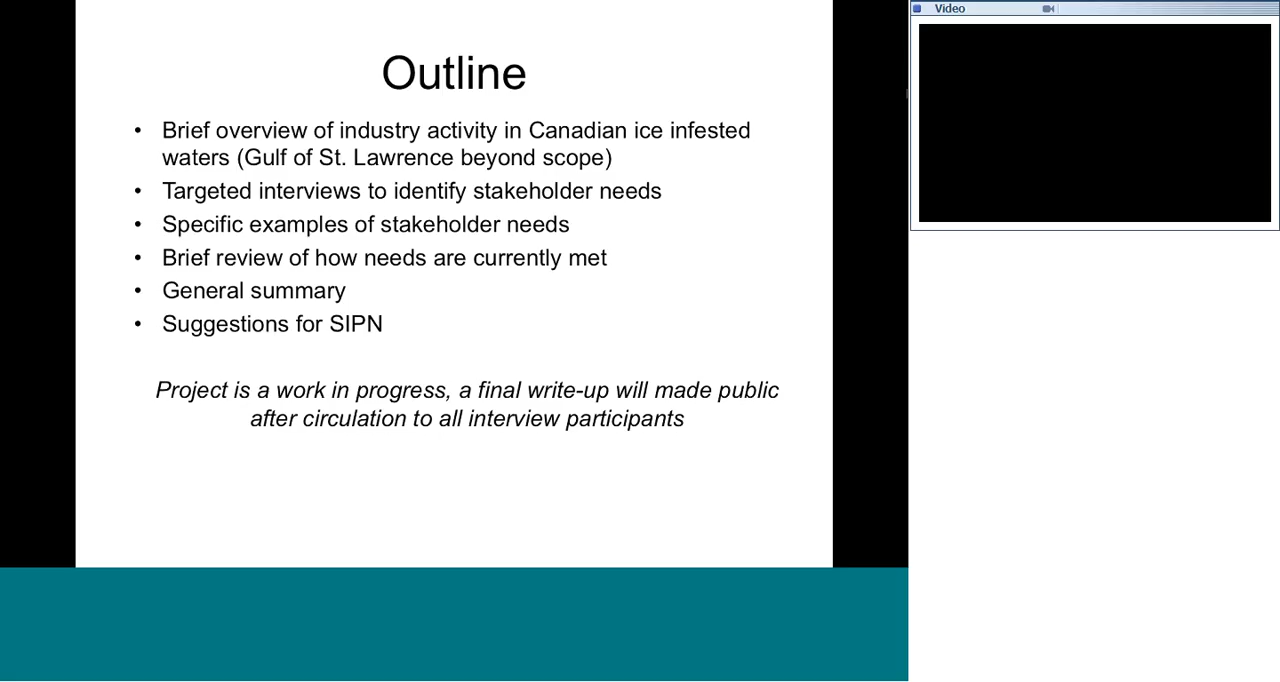 Video
Outline
• Brief overview of industry activity in Canadian ice infested
waters (Gulf of St. Lawrence beyond scope)
• Targeted interviews to identify stakeholder needs
• Specific examples of stakeholder needs
• Brief review of how needs are currently met
• General summary
• Suggestions for SIPN
Project is a work in progress, a final write-up will made public
after circulation to all interview participants